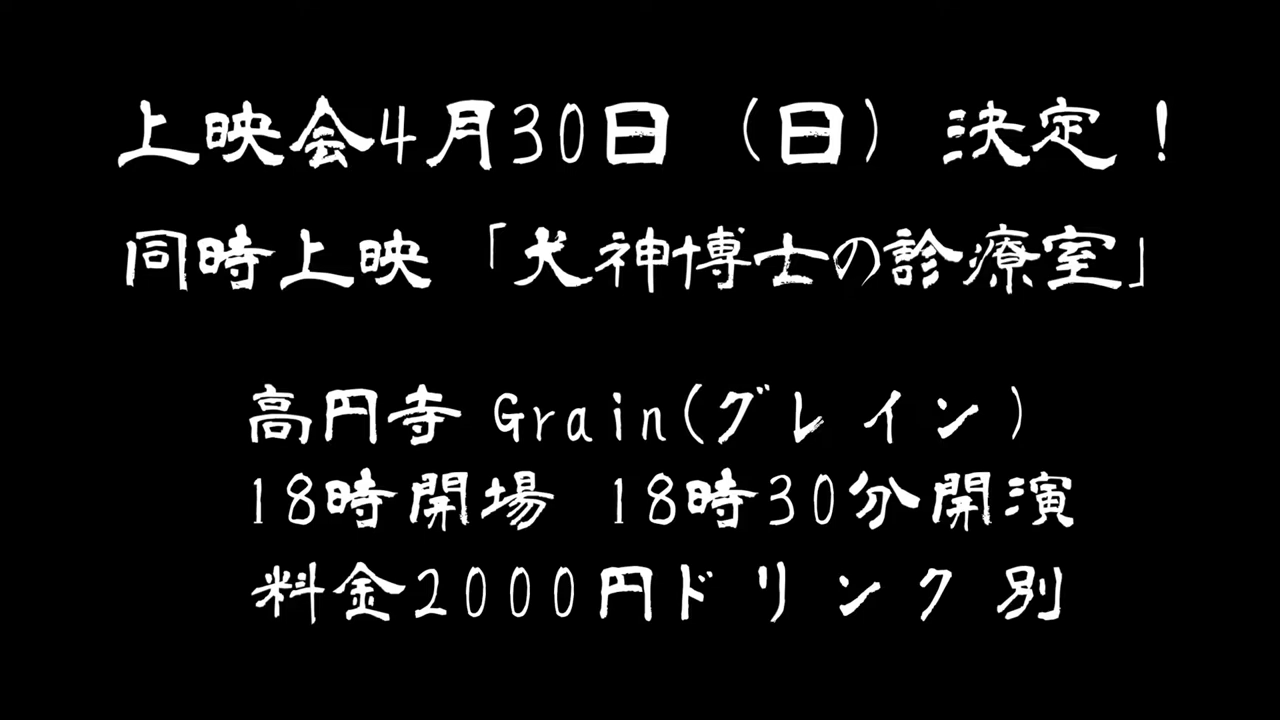 上映会4月30日（日）決定！
同時上映「犬神博士の診療室」
高円寺 Grain(グレイン)
18時開場 18時30分開演
料金2000円ドリンク別